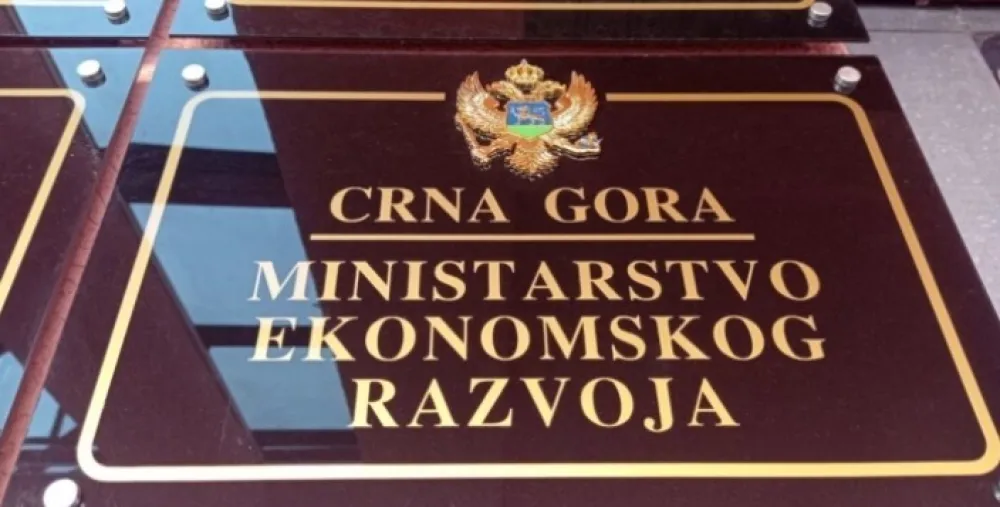 CRNA GORA
MINISTARSTVO
EKONOMSKOG
RAZVOJA